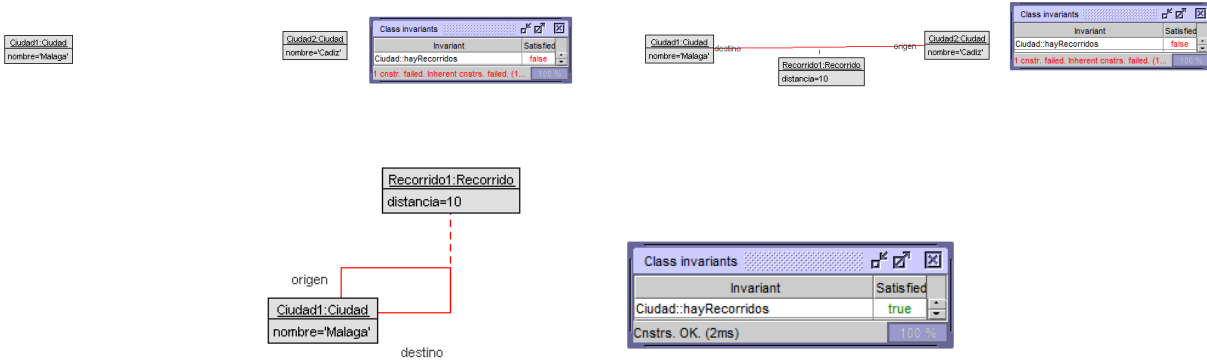 Ciudad1:Ciudad
nombre='Malaga'
Ciudad2:Ciudad
nombre='Cadiz'
Class invariants
Invariant Satisfied
Ciudad::hayRecorridos false
1 cnstr. failed. Inherent cnstrs. failed. (1... 100 %
Ciudad1:Ciudad
nombre='Malaga'
destino
origen
Recorrido1:Recorrido
distancia=10
Ciudad2:Ciudad
nombre='Cadiz'
Class invariants
Invariant Satisfied
Ciudad::hayRecorridos false
1 cnstr. failed. Inherent cnstrs. failed. (1... 100 %
Recorrido1:Recorrido
distancia=10
origen
Ciudad1:Ciudad
nombre='Malaga'
destino
Class invariants
Invariant Satisfied
Ciudad::hayRecorridos true
Cnstrs. OK. (2ms) 100 %